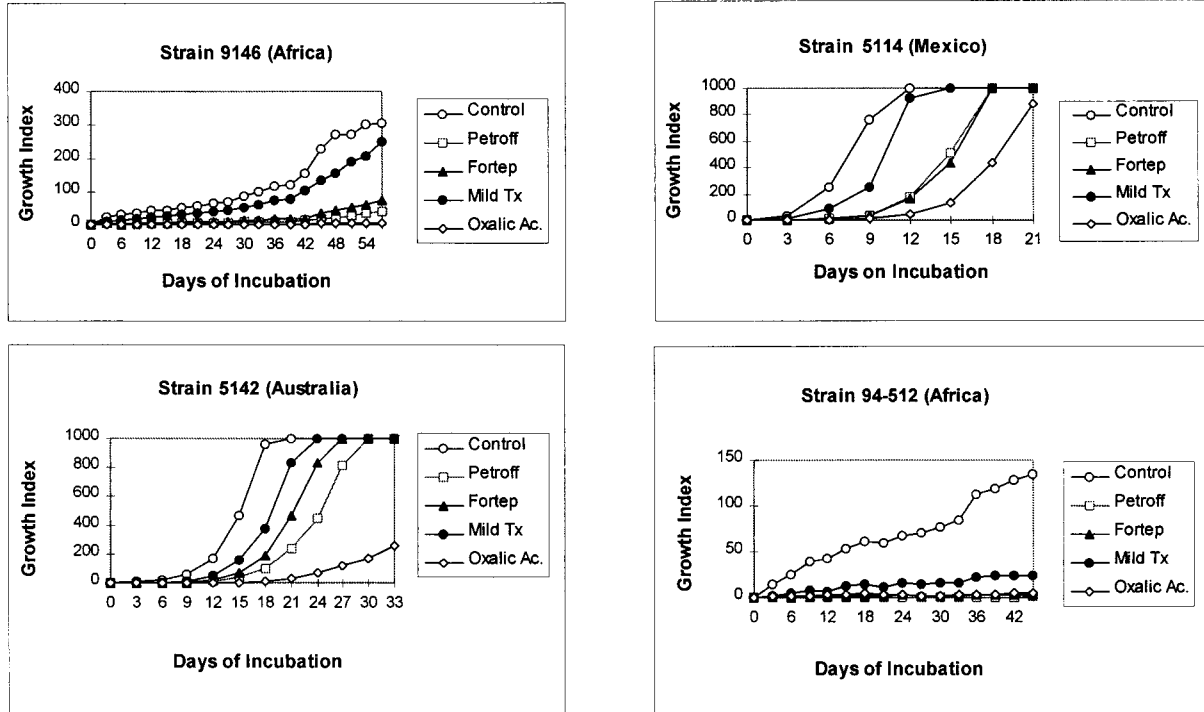 Strain 9146 (Africa)
400
300
200
100
0
Growth Index
0 6 12 18 24 30 36 42 48 54
Days of Incubation
Control
Petroff
Fortep
Mild Tx
Oxalic Ac.
Strain 5114 (Mexico)
1000
800
600
400
200
0
Growth Index
0 3 6 9 12 15 18 21
Days on Incubation
Control
Petroff
Fortep
Mild Tx
Oxalic Ac.
Strain 5142 (Australia)
1000
800
600
400
200
0
Growth Index
0 3 6 9 12 15 18 21 24 27 30 33
Days of Incubation
Control
Petroff
Fortep
Mild Tx
Oxalic Ac.
Strain 94-512 (Africa)
150
100
50
0
Growth Index
0 6 12 18 24 30 36 42
Days of Incubation
Control
Petroff
Fortep
Mild Tx
Oxalic Ac.